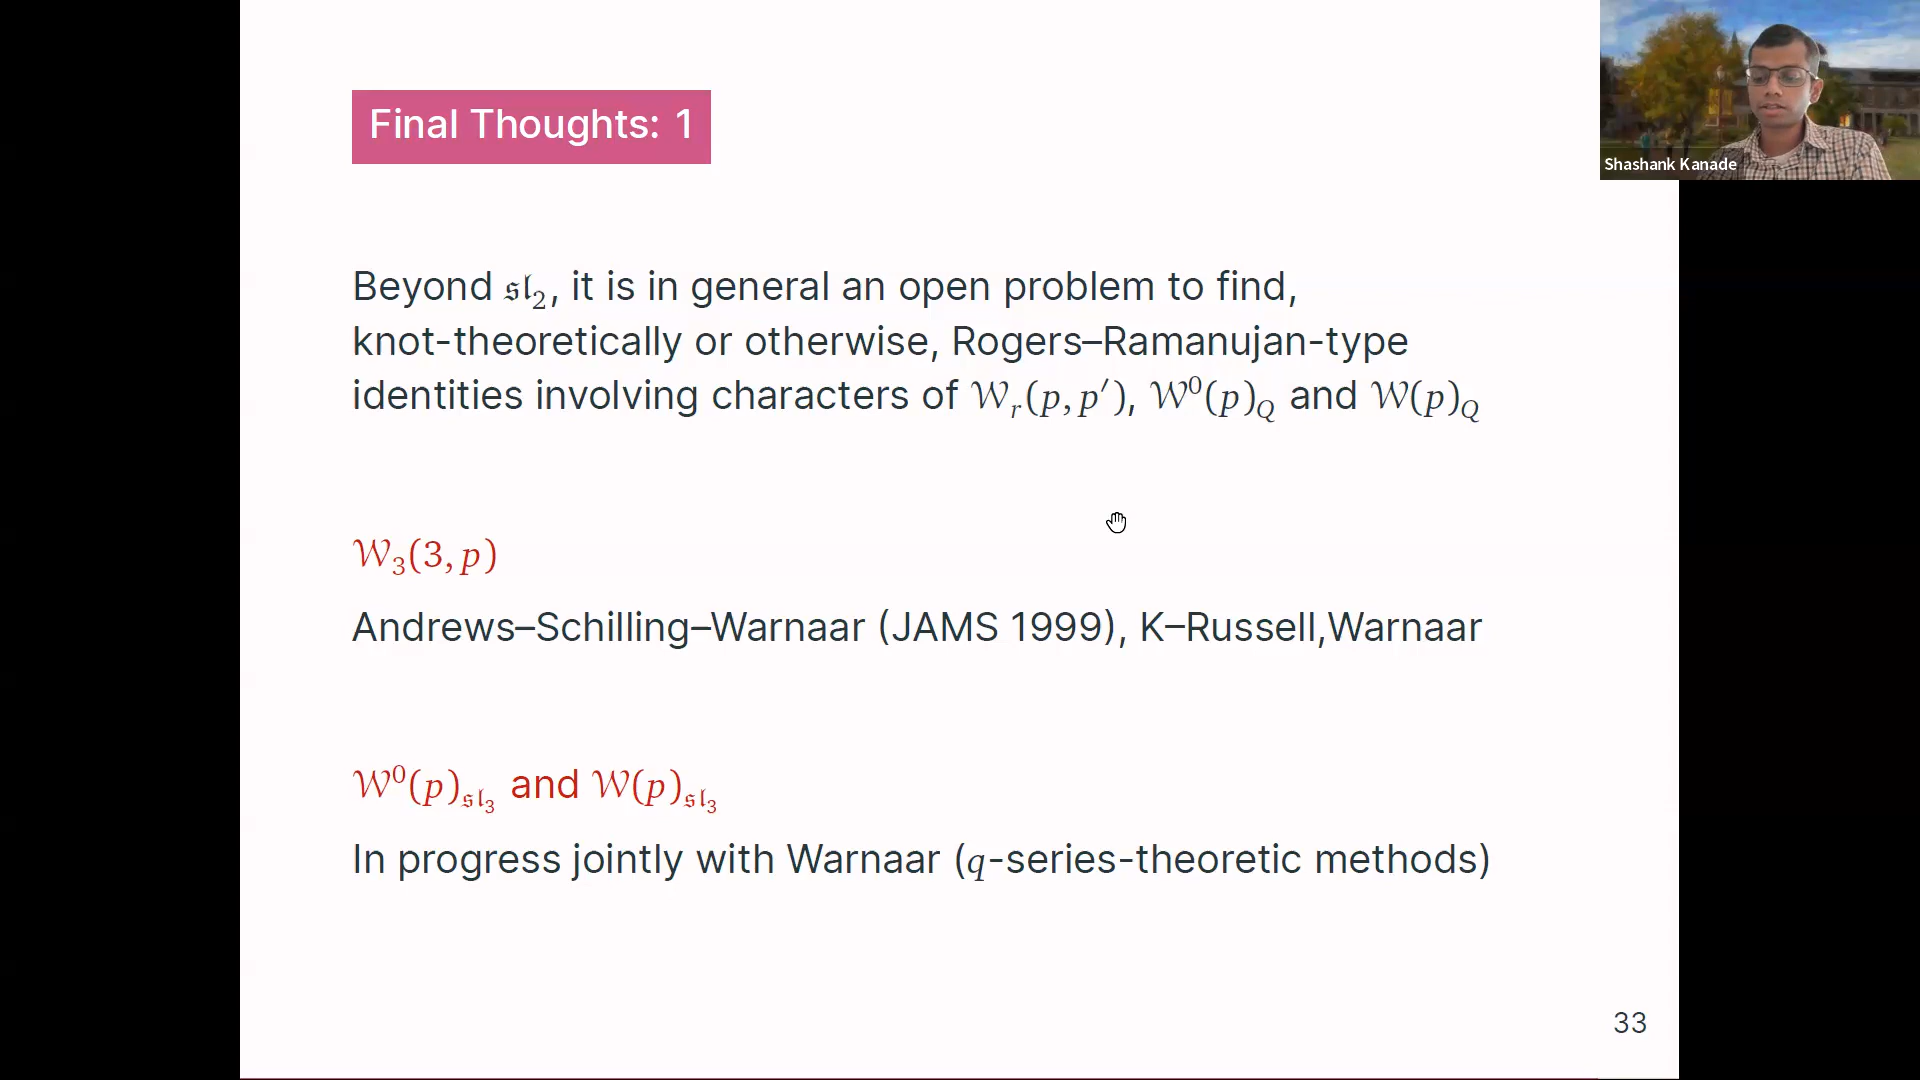 Final Thoughts: 1
Shashank Kanade
Beyond 𝔰𝔩₂, it is in general an open problem to find,
knot-theoretically or otherwise, Rogers–Ramanujan-type
identities involving characters of 𝒲ᵣ(p, p′), 𝒲⁰(p)_Q and 𝒲(p)_Q
𝒲₃(3, p)
Andrews–Schilling–Warnaar (JAMS 1999), K–Russell,Warnaar
𝒲⁰(p)_𝔰𝔩₃ and 𝒲(p)_𝔰𝔩₃
In progress jointly with Warnaar (q-series-theoretic methods)
33